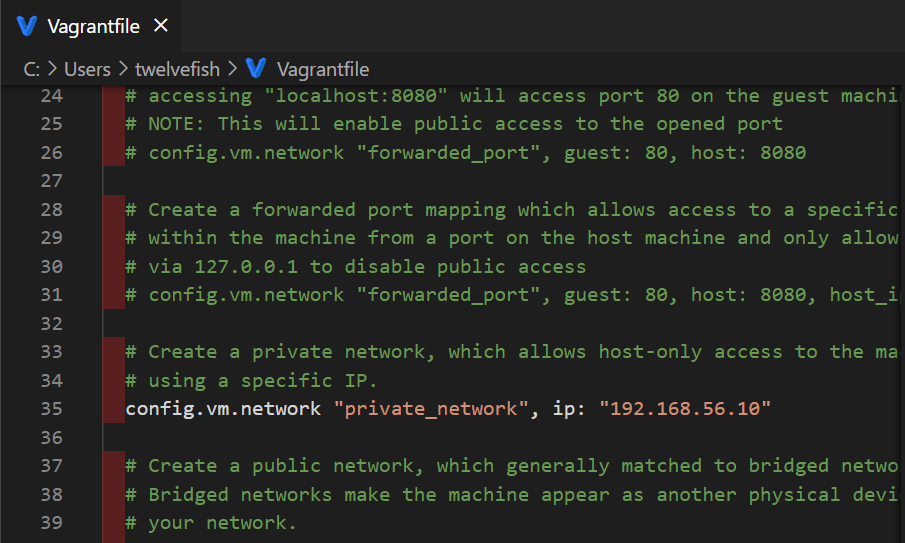 Vagrantfile
C: Users twelvefish Vagrantfile
24 # accessing "localhost:8080" will access port 80 on the guest
25 # NOTE: This will enable public access to the opened port
26 # config.vm.network "forwarded_port", guest: 80, host: 8080
27
28 # Create a forwarded port mapping which allows access to a specific
29 # within the machine from a port on the host machine and only allow
30 # via 127.0.0.1 to disable public access
31 # config.vm.network "forwarded_port", guest: 80, host: 8080,
32
33 # Create a private network, which allows host-only access to the
34 # using a specific IP.
35 config.vm.network "private_network", ip: "192.168.56.10"
36
37 # Create a public network, which generally matched to bridged
38 # Bridged networks make the machine appear as another physical
39 # your network.